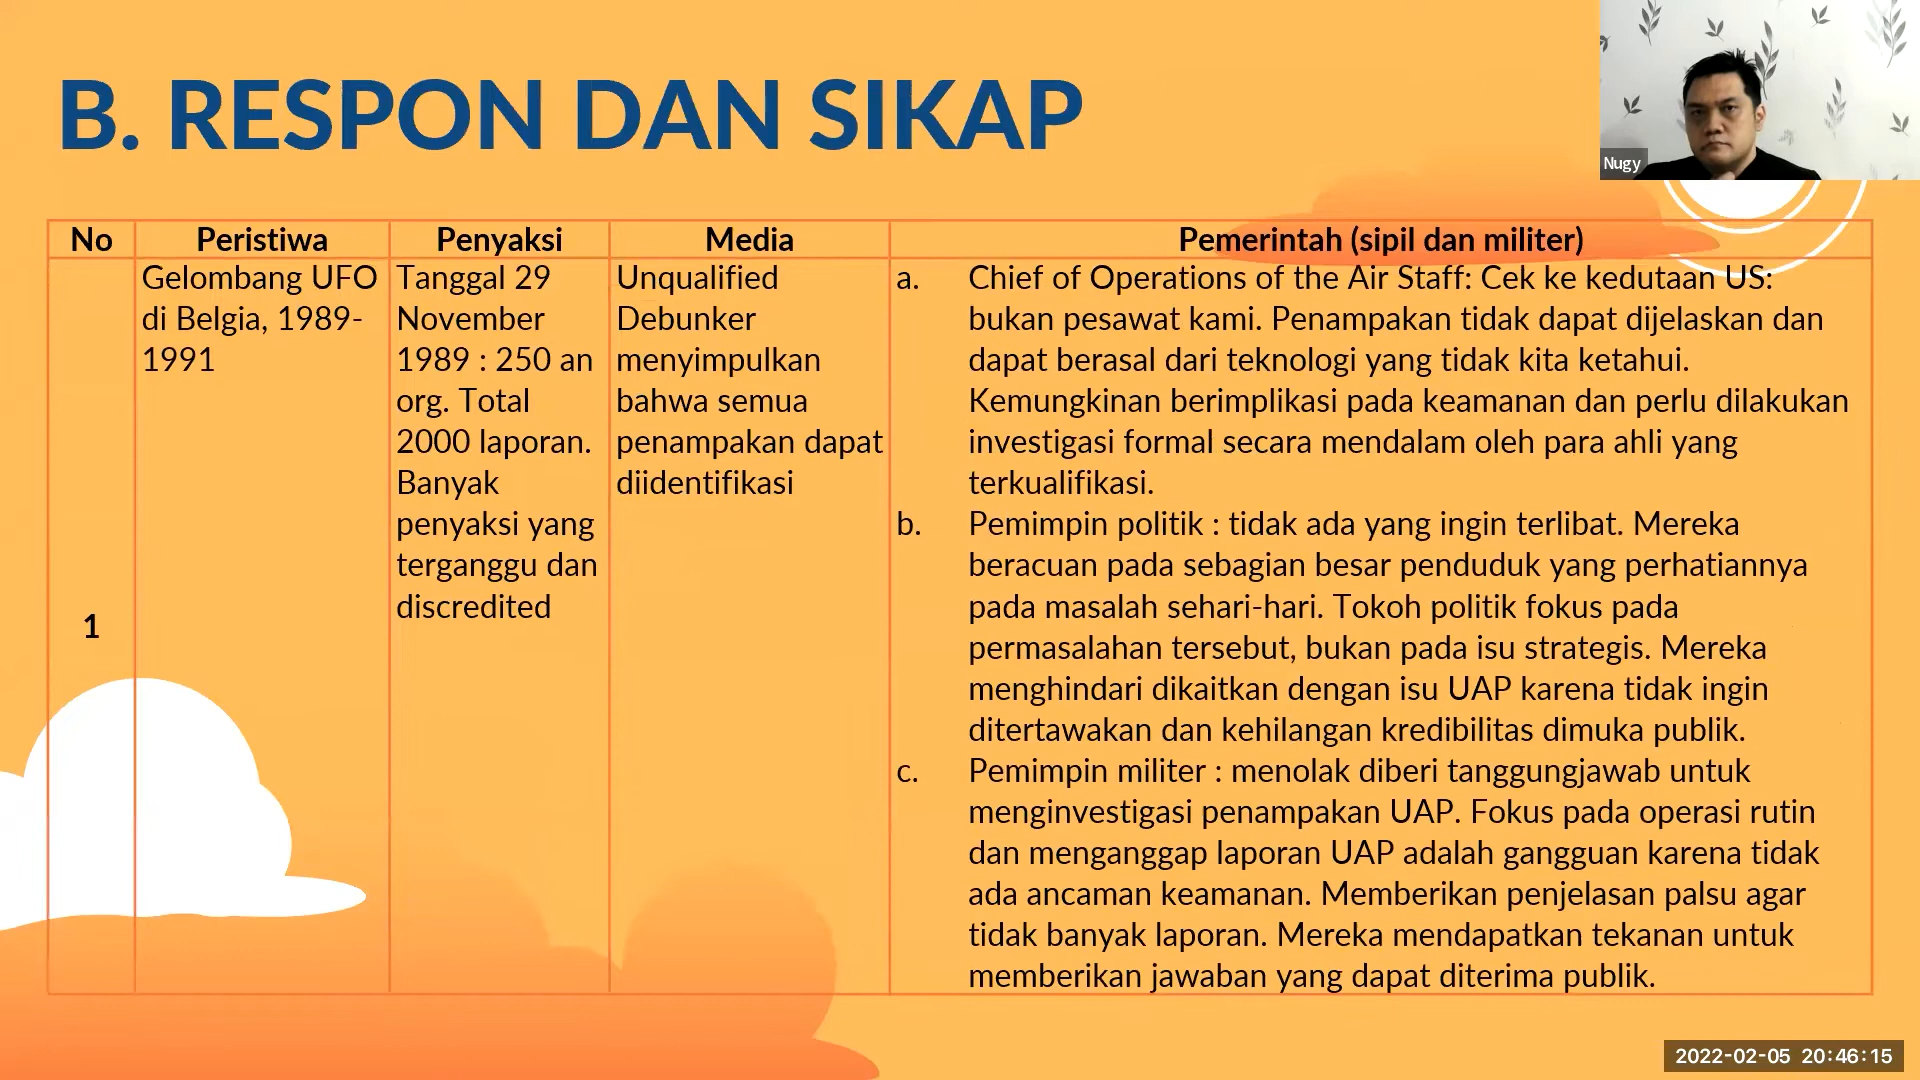 B. RESPON DAN SIKAP
Nugy
No Peristiwa Penyaksi Media Pemerintah (sipil dan militer)
1
Gelombang UFO
di Belgia, 1989-
1991
Tanggal 29
November
1989 : 250 an
org. Total
2000 laporan.
Banyak
penyaksi yang
terganggu dan
discredited
Unqualified
Debunker
menyimpulkan
bahwa semua
penampakan dapat
diidentifikasi
a. Chief of Operations of the Air Staff: Cek ke kedutaan US:
bukan pesawat kami. Penampakan tidak dapat dijelaskan dan
dapat berasal dari teknologi yang tidak kita ketahui.
Kemungkinan berimplikasi pada keamanan dan perlu dilakukan
investigasi formal secara mendalam oleh para ahli yang
terkualifikasi.
b. Pemimpin politik : tidak ada yang ingin terlibat. Mereka
beracuan pada sebagian besar penduduk yang perhatiannya
pada masalah sehari-hari. Tokoh politik fokus pada
permasalahan tersebut, bukan pada isu strategis. Mereka
menghindari dikaitkan dengan isu UAP karena tidak ingin
ditertawakan dan kehilangan kredibilitas dimuka publik.
c. Pemimpin militer : menolak diberi tanggungjawab untuk
menginvestigasi penampakan UAP. Fokus pada operasi rutin
dan menganggap laporan UAP adalah gangguan karena tidak
ada ancaman keamanan. Memberikan penjelasan palsu agar
tidak banyak laporan. Mereka mendapatkan tekanan untuk
memberikan jawaban yang dapat diterima publik.
2022-02-05 20:46:15